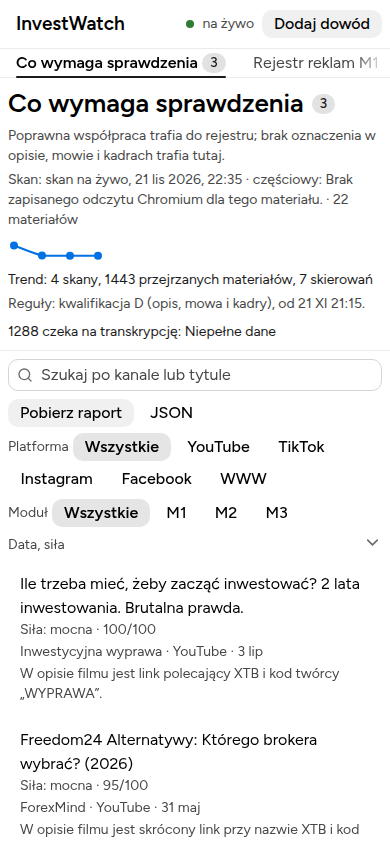 InvestWatch
na żywo
Dodaj dowód
Co wymaga sprawdzenia 3
Rejestr reklam M1
Co wymaga sprawdzenia 3
Poprawna współpraca trafia do rejestru; brak oznaczenia w
opisie, mowie i kadrach trafia tutaj.
Skan: skan na żywo, 21 lis 2026, 22:35 · częściowy: Brak
zapisanego odczytu Chromium dla tego materiału. · 22
materiałów
Trend: 4 skany, 1443 przejrzanych materiałów, 7 skierowań
Reguły: kwalifikacja D (opis, mowa i kadry), od 21 XI 21:15.
1288 czeka na transkrypcję: Niepełne dane
Szukaj po kanale lub tytule
Pobierz raport JSON
Platforma Wszystkie YouTube TikTok
Instagram Facebook WWW
Moduł Wszystkie M1 M2 M3
Data, siła
Ile trzeba mieć, żeby zacząć inwestować? 2 lata
inwestowania. Brutalna prawda.
Siła: mocna · 100/100
Inwestycyjna wyprawa · YouTube · 3 lip
W opisie filmu jest link polecający XTB i kod twórcy
„WYPRAWA”.
Freedom24 Alternatywy: Którego brokera
wybrać? (2026)
Siła: mocna · 95/100
ForexMind · YouTube · 31 maj
W opisie filmu jest skrócony link przy nazwie XTB i kod